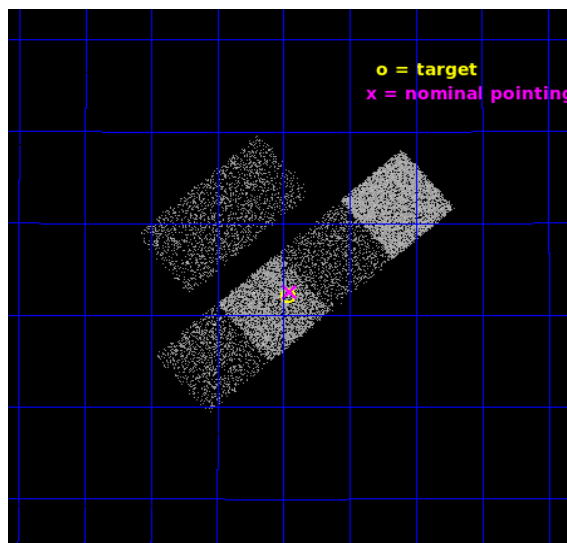 o = target
x = nominal pointing